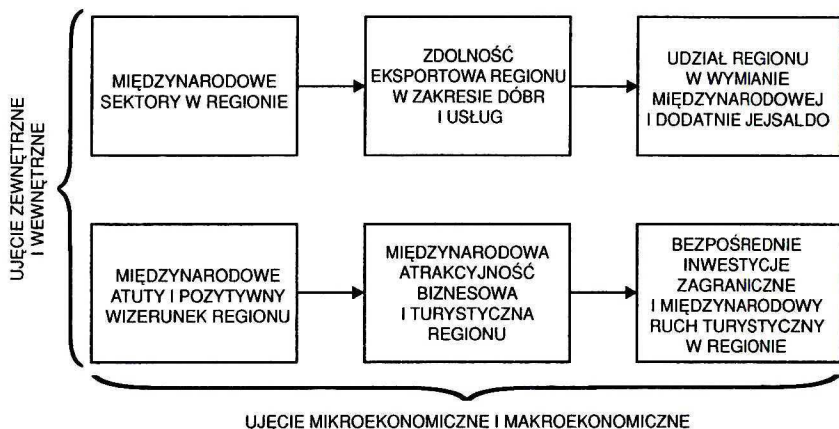 MIĘDZYNARODOWE
SEKTORY W REGIONIE
ZDOLNOŚĆ
EKSPORTOWA REGIONU
W ZAKRESIE DÓBR
I USŁUG
UDZIAŁ REGIONU
W WYMIANIE
MIĘDZYNARODOWEJ
I DODATNIE JEJSALDO
UJĘCIE ZEWNĘTRZNE
I WEWNĘTRZNE
MIĘDZYNARODOWE
ATUTY I POZYTYWNY
WIZERUNEK REGIONU
MIĘDZYNARODOWA
ATRAKCYJNOŚĆ
BIZNESOWA
I TURYSTYCZNA
REGIONU
BEZPOŚREDNIE
INWESTYCJE
ZAGRANICZNE
I MIĘDZYNARODOWY
RUCH TURYSTYCZNY
W REGIONIE
UJĘCIE MIKROEKONOMICZNE I MAKROEKONOMICZNE